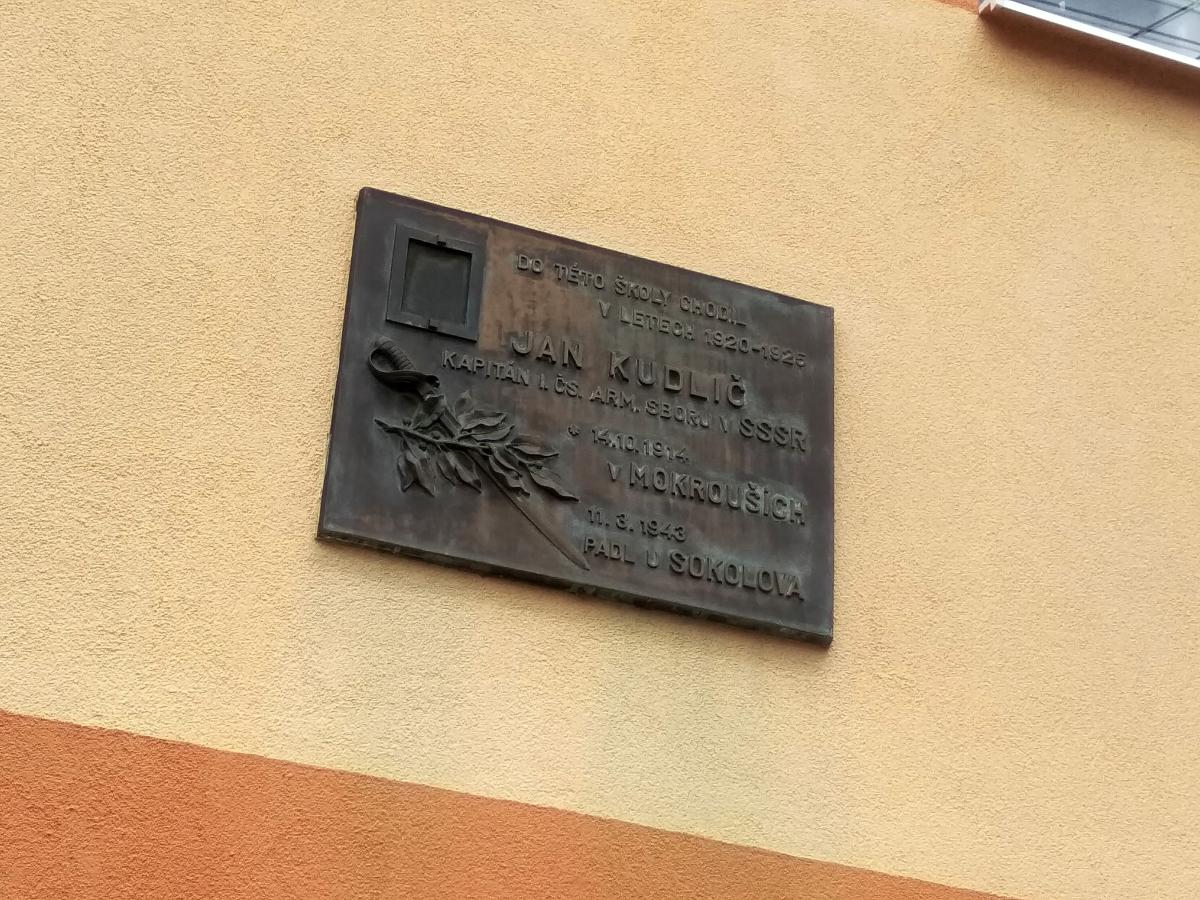 DO TÉTO ŠKOLY CHODIL
V LETECH 1920-1925
JAN KUDLIČ
KAPITÁN I. ČS. ARM. SBORU V SSSR
* 14.10.1914
V MOKROUŠÍCH
11. 3. 1943
PADL U SOKOLOVA